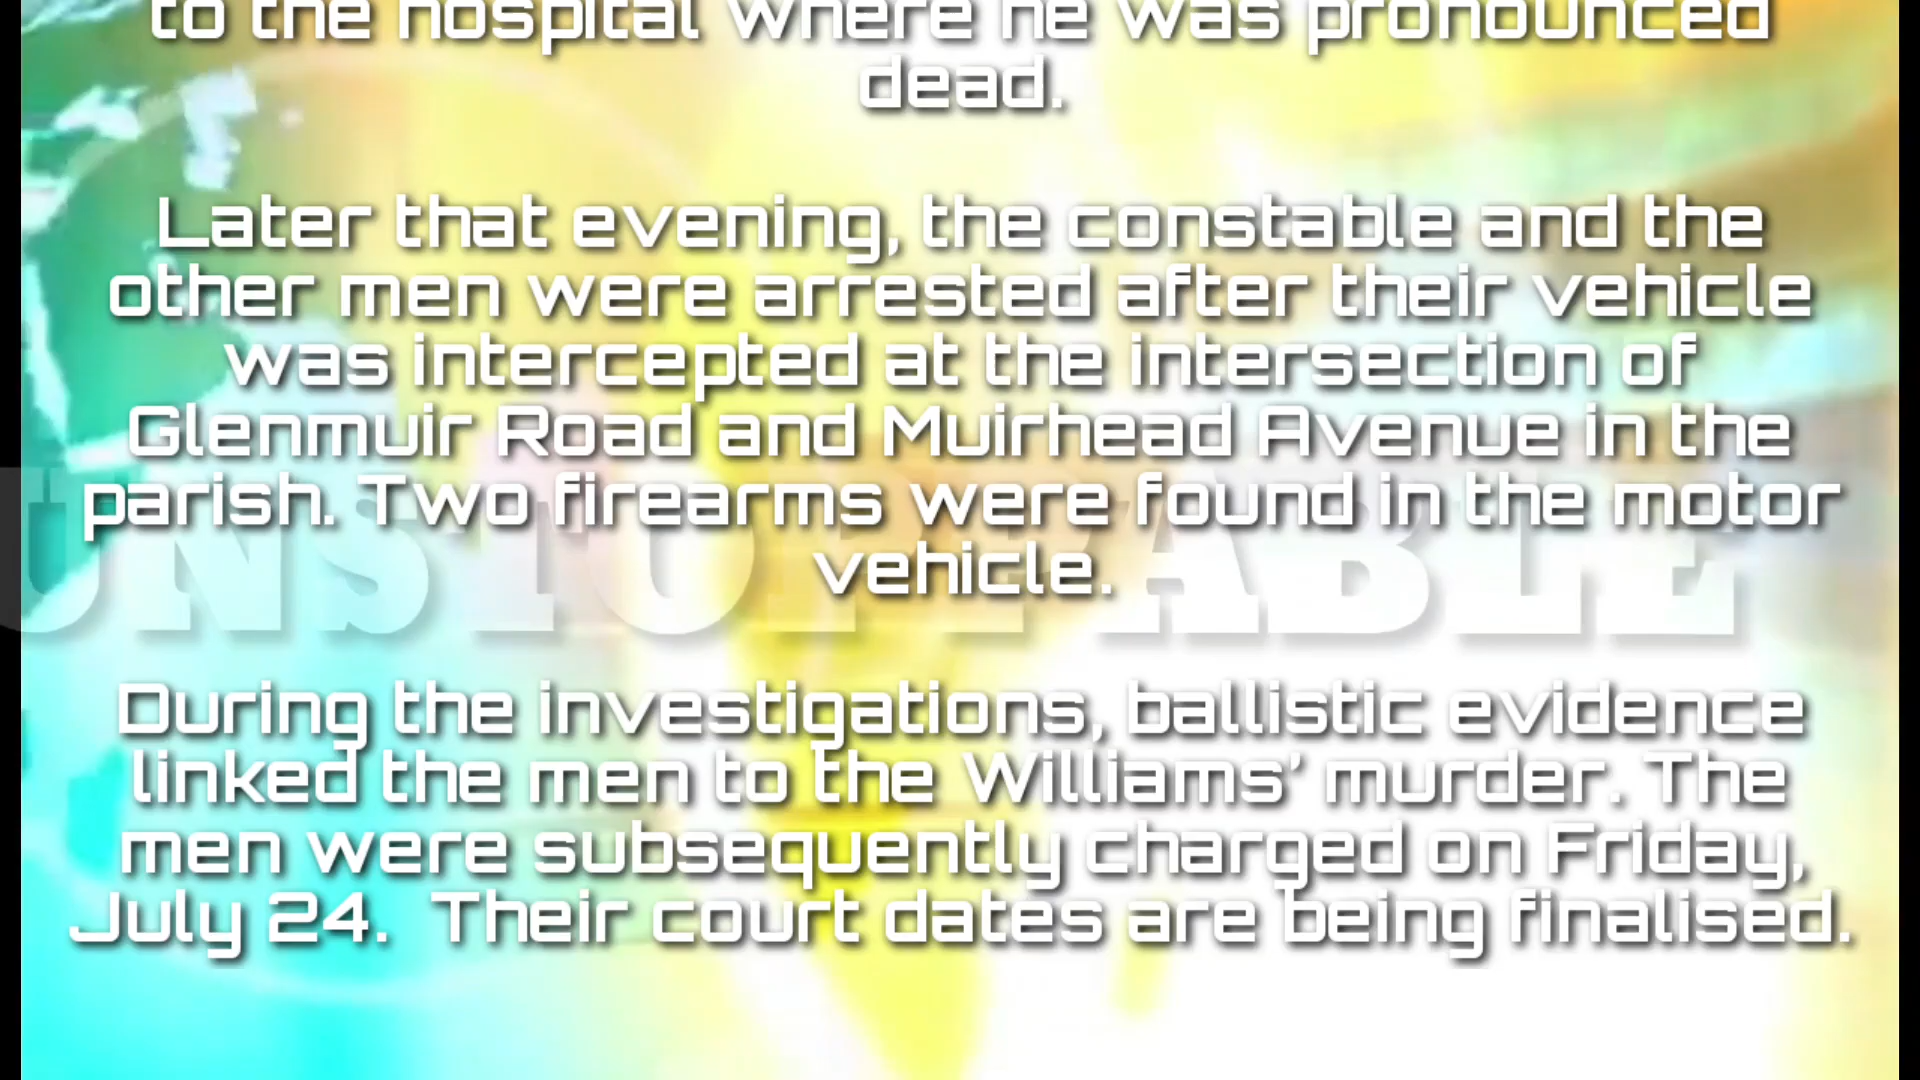 to the hospital where he was pronounced
dead.
Later that evening, the constable and the
other men were arrested after their vehicle
was intercepted at the intersection of
Glenmuir Road and Muirhead Avenue in the
parish. Two firearms were found in the motor
vehicle.
UNSTOPPABLE
During the investigations, ballistic evidence
linked the men to the Williams’ murder. The
men were subsequently charged on Friday,
July 24.  Their court dates are being finalised.